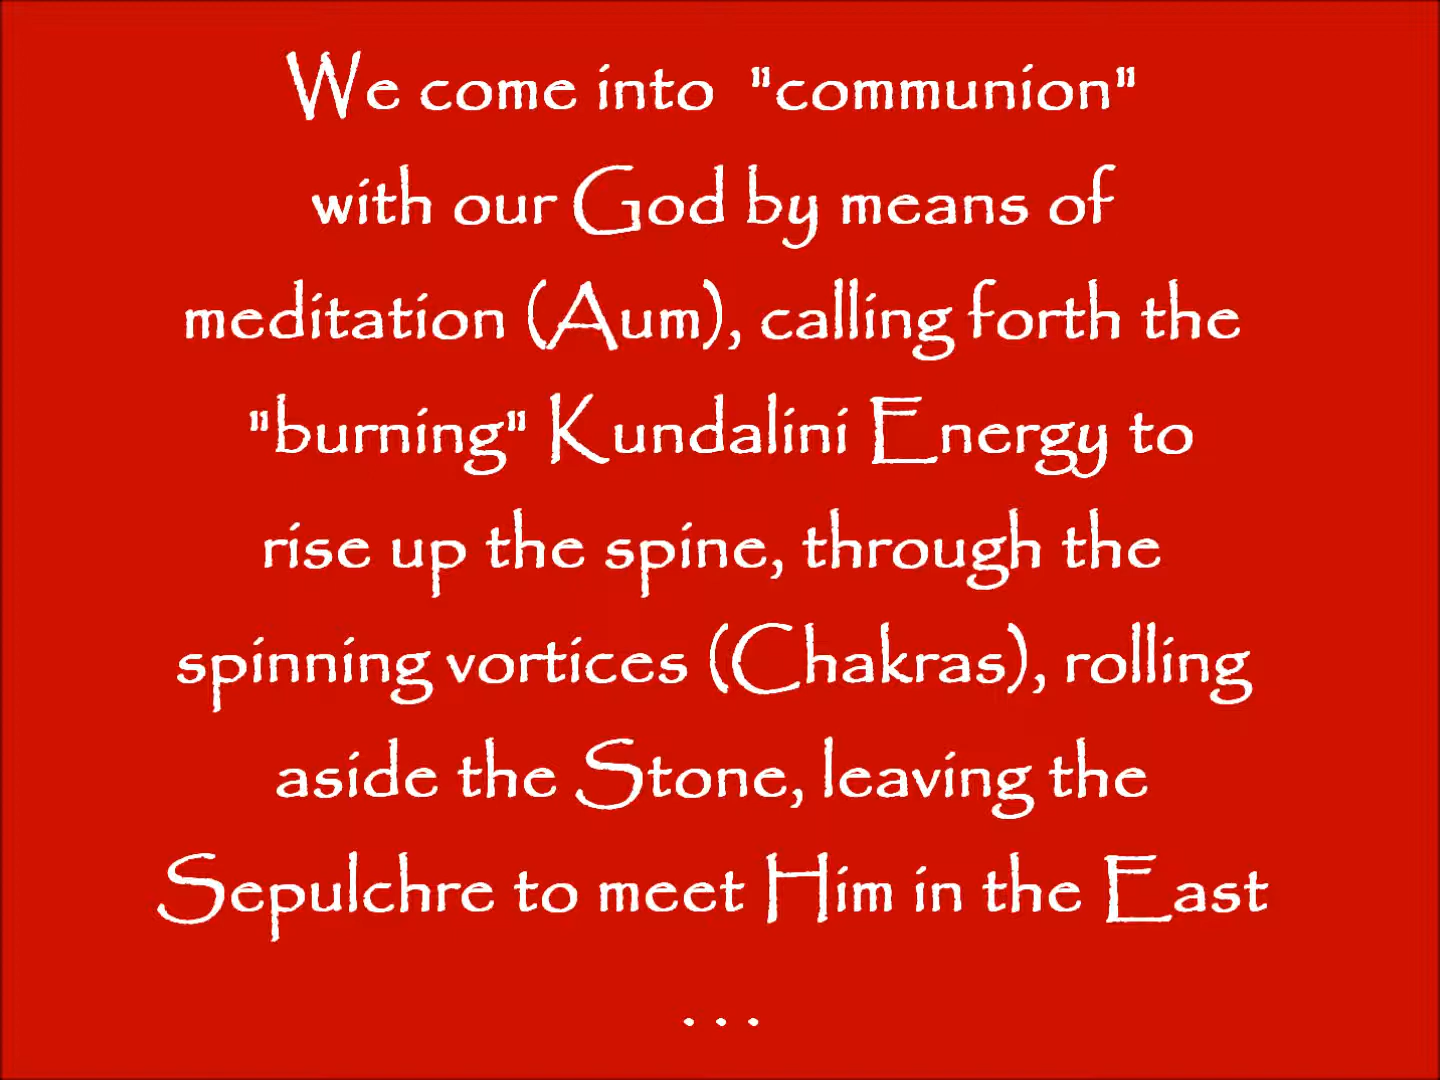 We come into "communion"
with our God by means of
meditation (Aum), calling forth the
"burning" Kundalini Energy to
rise up the spine, through the
spinning vortices (Chakras), rolling
aside the Stone, leaving the
Sepulchre to meet Him in the East
. . .